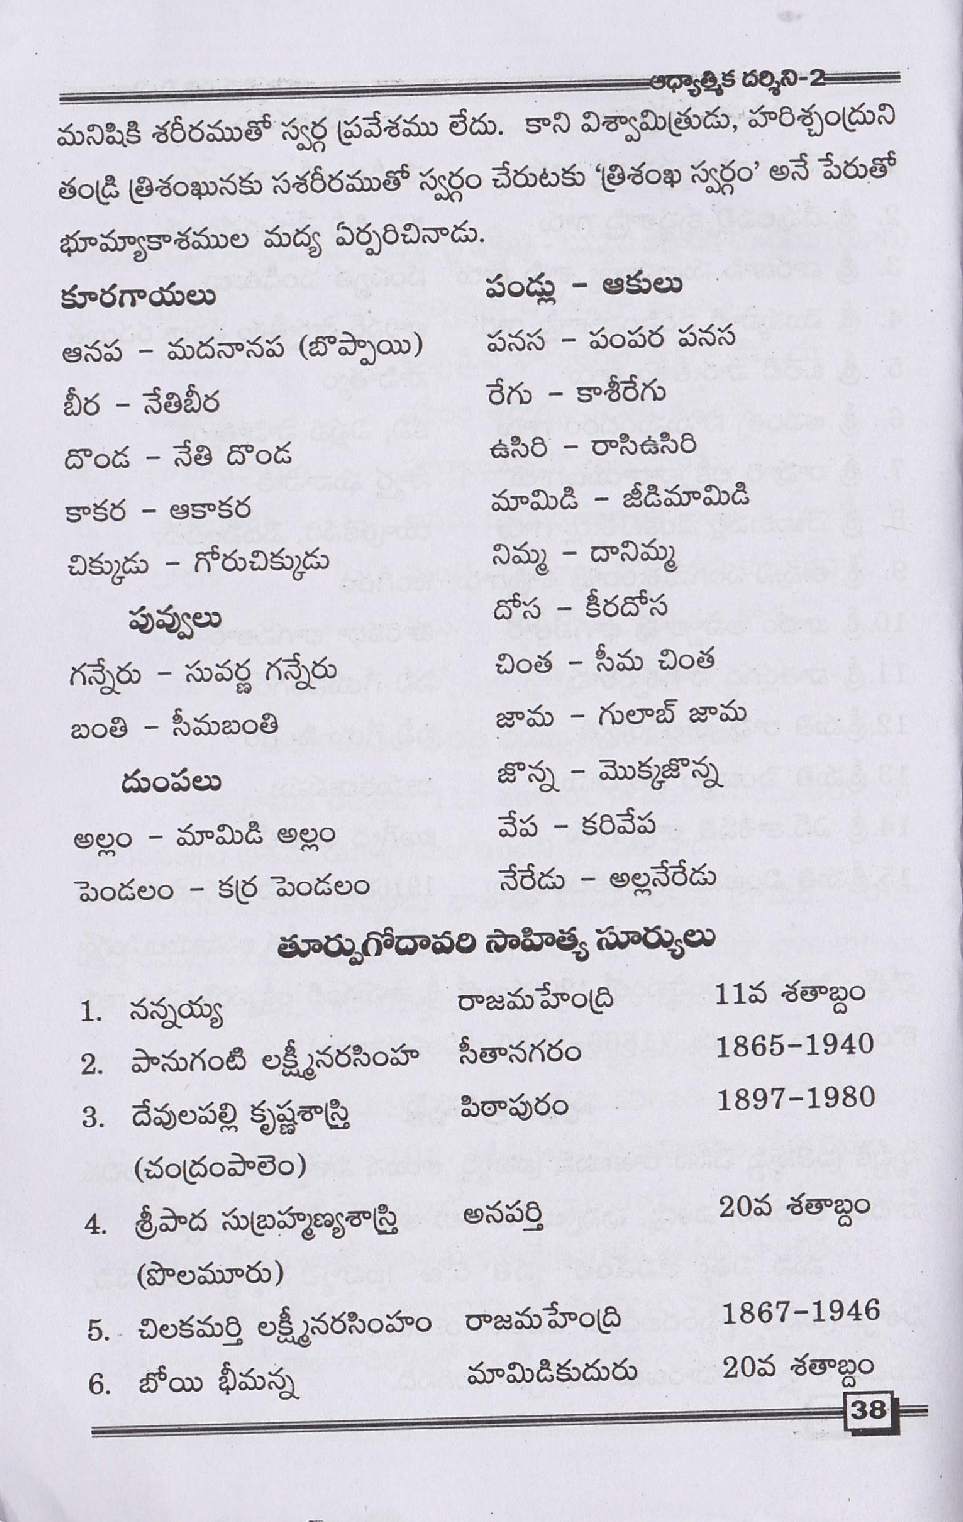 ఆధ్యాత్మిక దర్శిని-2
మనిషికి శరీరముతో స్వర్గ ప్రవేశము లేదు. కాని విశ్వామిత్రుడు, హరిశ్చంద్రుని
తండ్రి త్రిశంఖునకు సశరీరముతో స్వర్గం చేరుటకు ‘త్రిశంఖ స్వర్గం’ అనే పేరుతో
భూమ్యాకాశముల మధ్య ఏర్పరిచినాడు.
కూరగాయలు
ఆనప - మదనానప (బొప్పాయి)
బీర - నేతిబీర
దొండ - నేతి దొండ
కాకర - ఆకాకర
చిక్కుడు - గోరుచిక్కుడు
పువ్వులు
గన్నేరు - సువర్ణ గన్నేరు
బంతి - సీమబంతి
దుంపలు
అల్లం - మామిడి అల్లం
పెండలం - కర్ర పెండలం
పండ్లు - ఆకులు
పనస - పంపర పనస
రేగు - కాశీరేగు
ఉసిరి - రాసిఉసిరి
మామిడి - జీడిమామిడి
నిమ్మ - దానిమ్మ
దోస - కీరదోస
చింత - సీమ చింత
జామ - గులాబ్ జామ
జొన్న - మొక్కజొన్న
వేప - కరివేప
నేరేడు - అల్లనేరేడు
తూర్పుగోదావరి సాహిత్య సూర్యులు
1. నన్నయ్య రాజమహేంద్రి 11వ శతాబ్దం
2. పానుగంటి లక్ష్మీనరసింహ సీతానగరం 1865-1940
3. దేవులపల్లి కృష్ణశాస్త్రి పిఠాపురం 1897-1980
(చంద్రంపాలెం)
4. శ్రీపాద సుబ్రహ్మణ్యశాస్త్రి అనపర్తి 20వ శతాబ్దం
(పొలమూరు)
5. చిలకమర్తి లక్ష్మీనరసింహం రాజమహేంద్రి 1867-1946
6. బోయి భీమన్న మామిడికుదురు 20వ శతాబ్దం
38